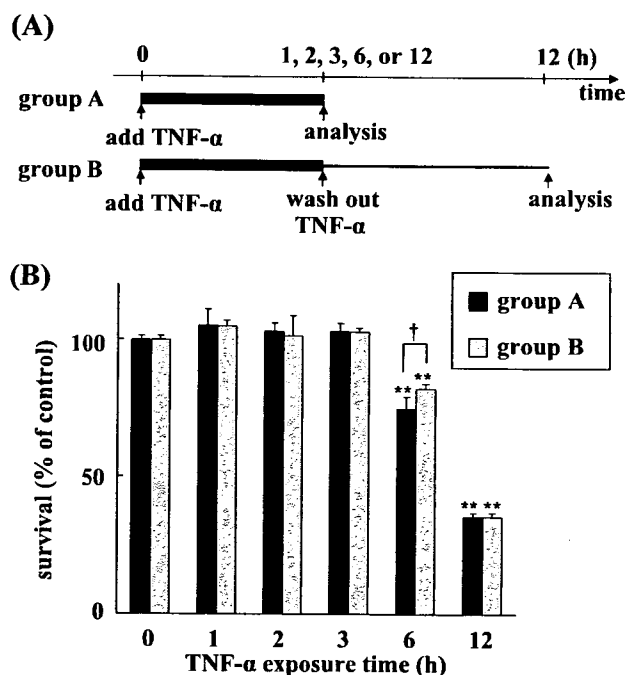 (A)
0 1, 2, 3, 6, or 12 12 (h)
time
group A
add TNF-α analysis
group B
add TNF-α wash out TNF-α analysis
(B)
group A
group B
survival (% of control)
100
50
0
†
** **
** **
0 1 2 3 6 12
TNF-α exposure time (h)